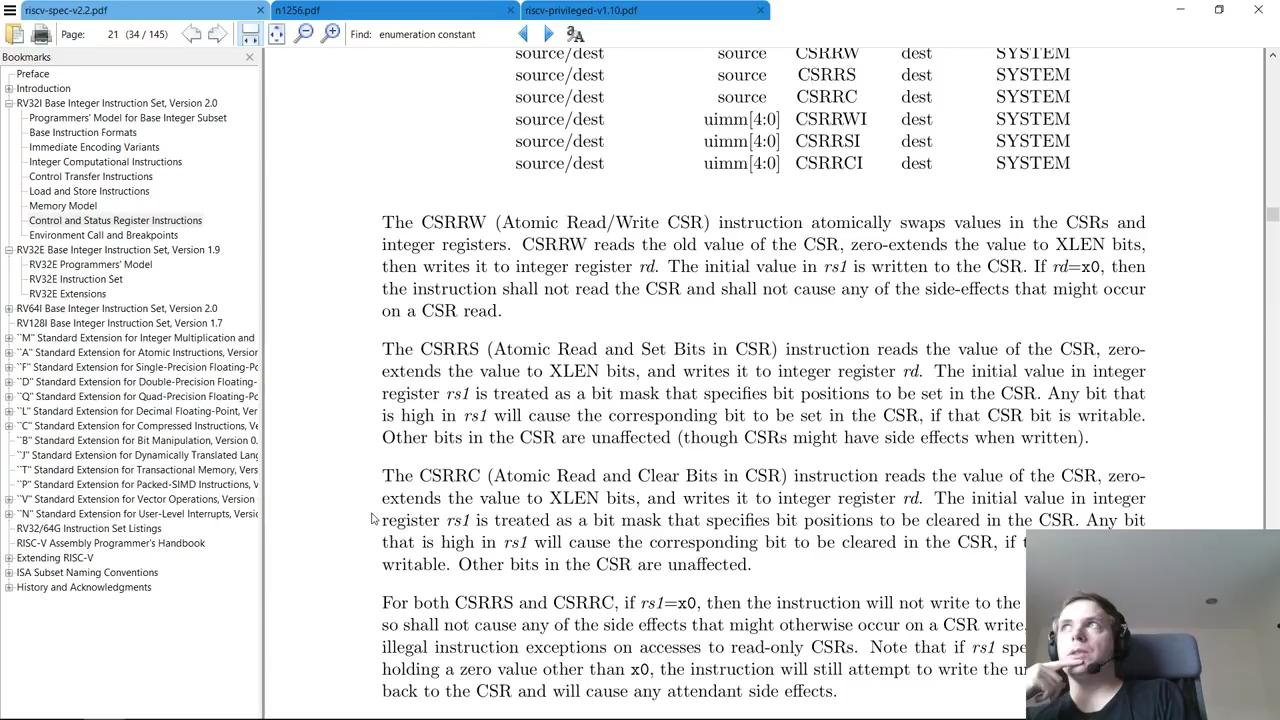 riscv-spec-v2.2.pdf
n1256.pdf
riscv-privileged-v1.10.pdf
Page: 21 (34 / 145)
Find: enumeration constant
Bookmarks
Preface
Introduction
RV32I Base Integer Instruction Set, Version 2.0
Programmers' Model for Base Integer Subset
Base Instruction Formats
Immediate Encoding Variants
Integer Computational Instructions
Control Transfer Instructions
Load and Store Instructions
Memory Model
Control and Status Register Instructions
Environment Call and Breakpoints
RV32E Base Integer Instruction Set, Version 1.9
RV32E Programmers' Model
RV32E Instruction Set
RV32E Extensions
RV64I Base Integer Instruction Set, Version 2.0
RV128I Base Integer Instruction Set, Version 1.7
``M'' Standard Extension for Integer Multiplication and
``A'' Standard Extension for Atomic Instructions, Version
``F'' Standard Extension for Single-Precision Floating-Po
``D'' Standard Extension for Double-Precision Floating-
``Q'' Standard Extension for Quad-Precision Floating-Po
``L'' Standard Extension for Decimal Floating-Point, Ver
``C'' Standard Extension for Compressed Instructions, Ve
``B'' Standard Extension for Bit Manipulation, Version 0.
``J'' Standard Extension for Dynamically Translated Lang
``T'' Standard Extension for Transactional Memory, Vers
``P'' Standard Extension for Packed-SIMD Instructions, V
``V'' Standard Extension for Vector Operations, Version
``N'' Standard Extension for User-Level Interrupts, Versio
RV32/64G Instruction Set Listings
RISC-V Assembly Programmer's Handbook
Extending RISC-V
ISA Subset Naming Conventions
History and Acknowledgments
source/dest source CSRRW dest SYSTEM
source/dest source CSRRS dest SYSTEM
source/dest source CSRRC dest SYSTEM
source/dest uimm[4:0] CSRRWI dest SYSTEM
source/dest uimm[4:0] CSRRSI dest SYSTEM
source/dest uimm[4:0] CSRRCI dest SYSTEM
The CSRRW (Atomic Read/Write CSR) instruction atomically swaps values in the CSRs and
integer registers. CSRRW reads the old value of the CSR, zero-extends the value to XLEN bits,
then writes it to integer register rd. The initial value in rs1 is written to the CSR. If rd=x0, then
the instruction shall not read the CSR and shall not cause any of the side-effects that might occur
on a CSR read.
The CSRRS (Atomic Read and Set Bits in CSR) instruction reads the value of the CSR, zero-
extends the value to XLEN bits, and writes it to integer register rd. The initial value in integer
register rs1 is treated as a bit mask that specifies bit positions to be set in the CSR. Any bit that
is high in rs1 will cause the corresponding bit to be set in the CSR, if that CSR bit is writable.
Other bits in the CSR are unaffected (though CSRs might have side effects when written).
The CSRRC (Atomic Read and Clear Bits in CSR) instruction reads the value of the CSR, zero-
extends the value to XLEN bits, and writes it to integer register rd. The initial value in integer
register rs1 is treated as a bit mask that specifies bit positions to be cleared in the CSR. Any bit
that is high in rs1 will cause the corresponding bit to be cleared in the CSR, if
writable. Other bits in the CSR are unaffected.
For both CSRRS and CSRRC, if rs1=x0, then the instruction will not write to the
so shall not cause any of the side effects that might otherwise occur on a CSR write,
illegal instruction exceptions on accesses to read-only CSRs. Note that if rs1 spe
holding a zero value other than x0, the instruction will still attempt to write the
back to the CSR and will cause any attendant side effects.